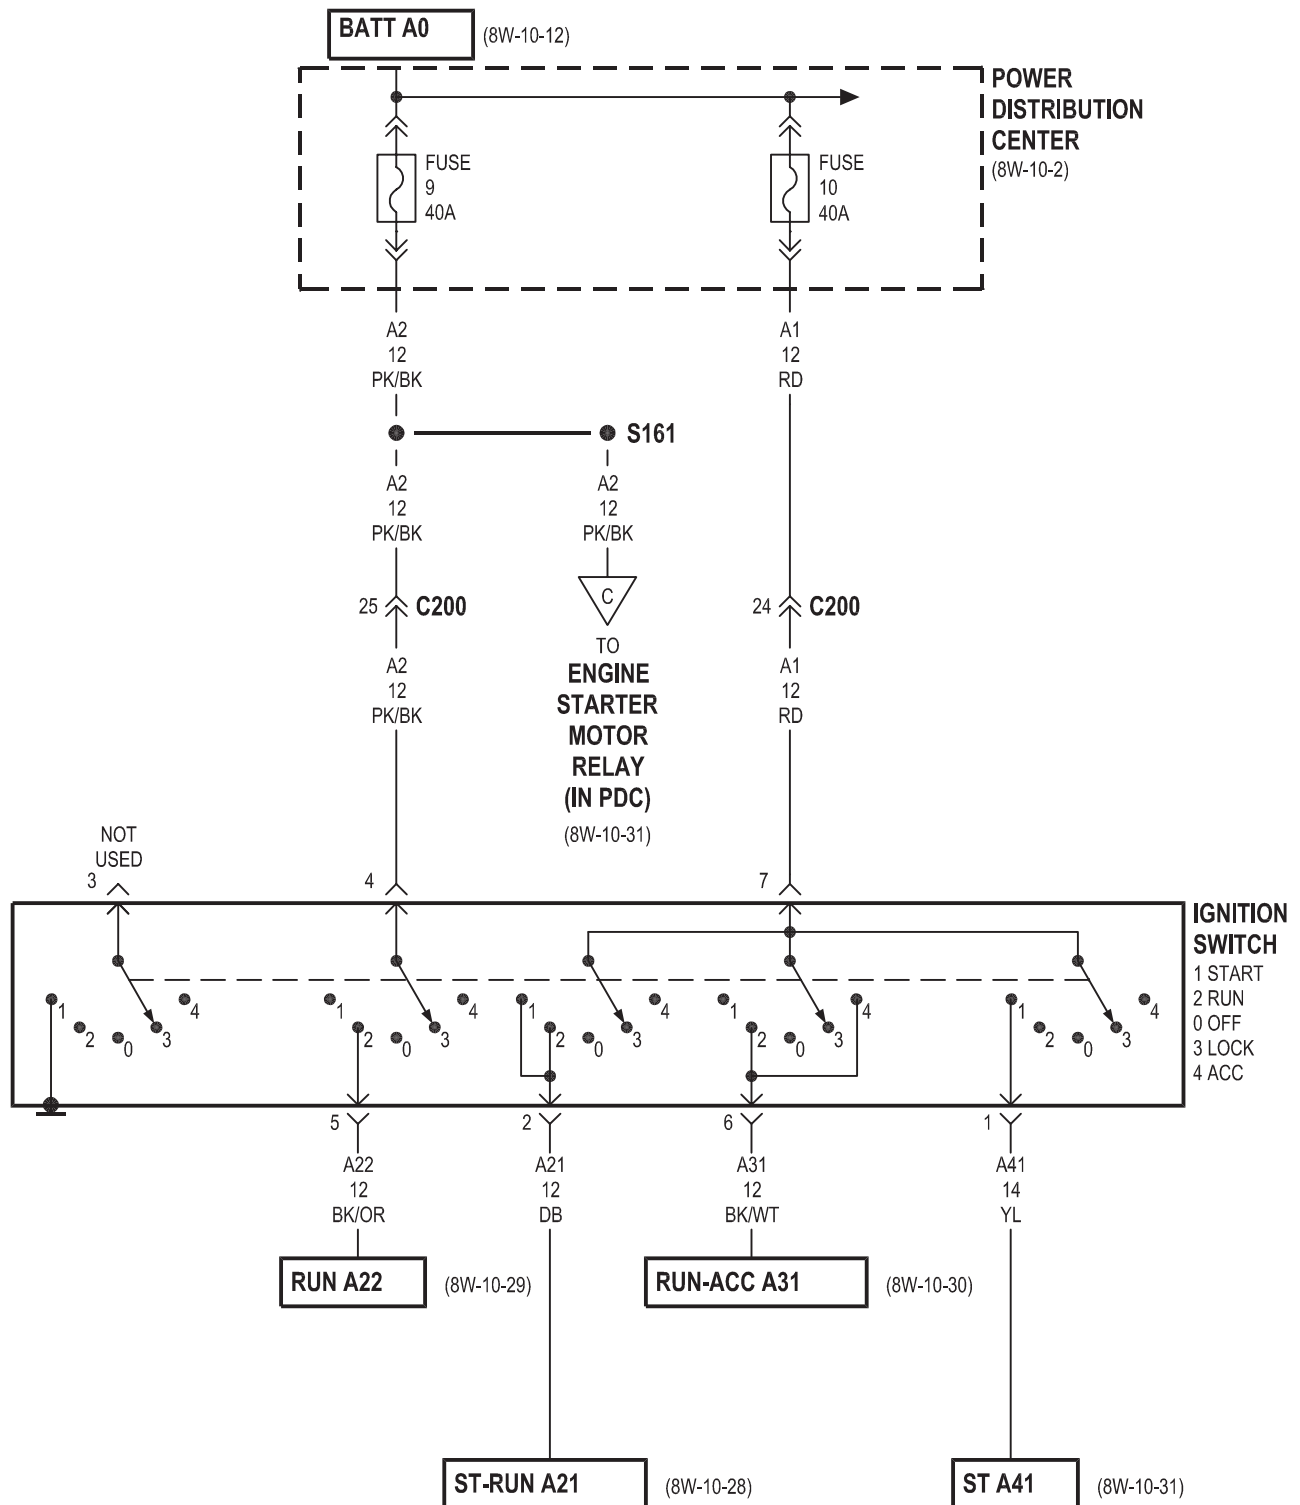 BATT A0
(8W-10-12)
POWER
DISTRIBUTION
CENTER
(8W-10-2)
FUSE
9
40A
FUSE
10
40A
A2
12
PK/BK
A1
12
RD
S161
A2
12
PK/BK
A2
12
PK/BK
25
C200
C
24
C200
TO
ENGINE
STARTER
MOTOR
RELAY
(IN PDC)
(8W-10-31)
A2
12
PK/BK
A1
12
RD
NOT
USED
3
4
7
IGNITION
SWITCH
1 START
2 RUN
0 OFF
3 LOCK
4 ACC
1
2
0
3
4
1
2
0
3
4
1
2
0
3
4
1
2
0
3
4
1
2
0
3
4
5
2
6
1
A22
12
BK/OR
A21
12
DB
A31
12
BK/WT
A41
14
YL
RUN A22
(8W-10-29)
RUN-ACC A31
(8W-10-30)
ST-RUN A21
(8W-10-28)
ST A41
(8W-10-31)